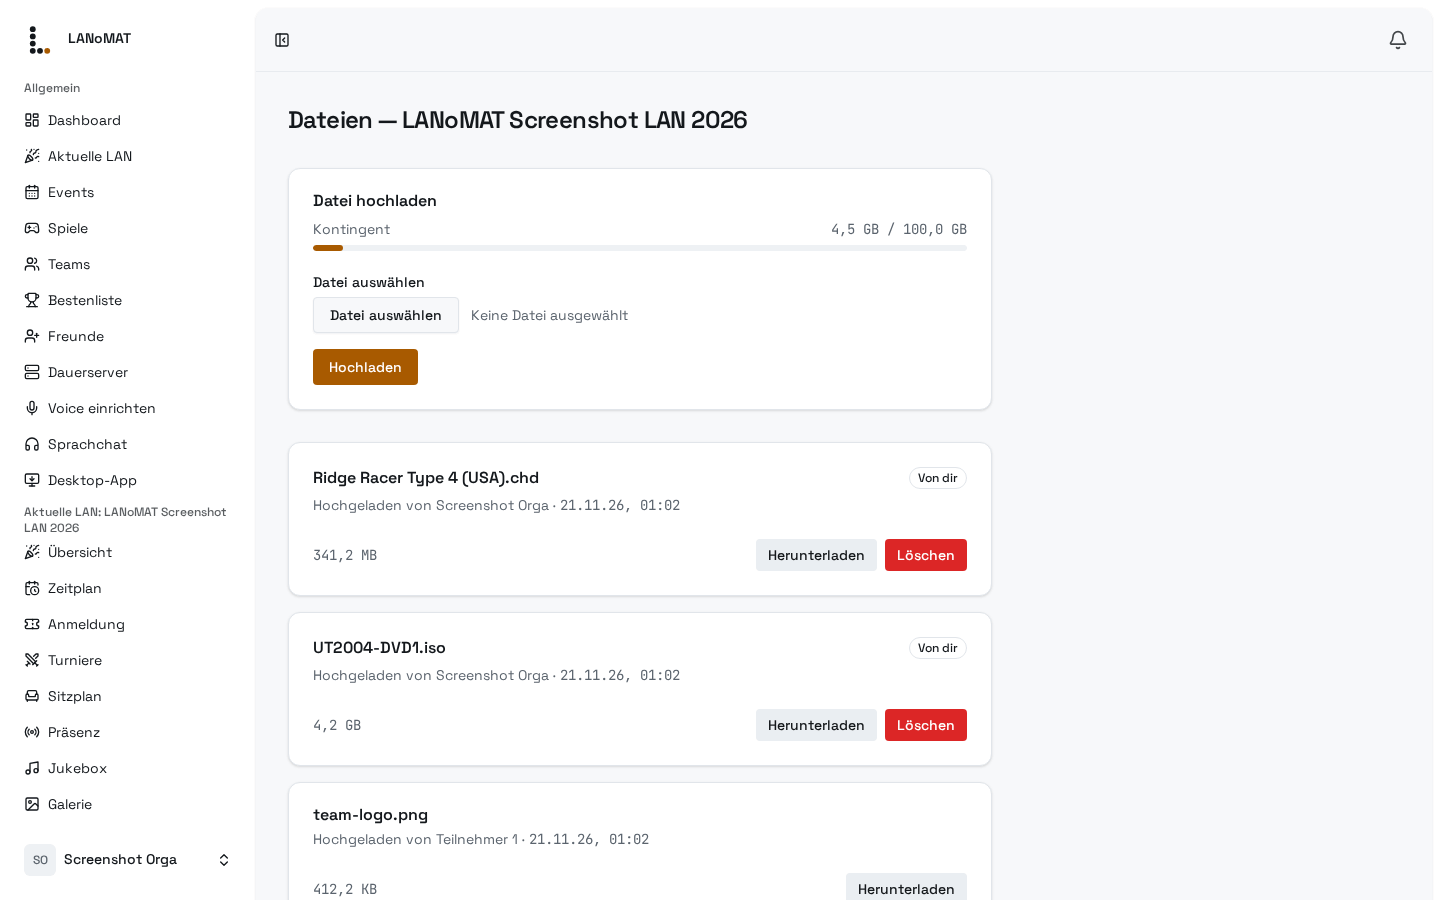 LANoMAT
Allgemein
Dashboard
Aktuelle LAN
Events
Spiele
Teams
Bestenliste
Freunde
Dauerserver
Voice einrichten
Sprachchat
Desktop-App
Aktuelle LAN: LANoMAT Screenshot
LAN 2026
Übersicht
Zeitplan
Anmeldung
Turniere
Sitzplan
Präsenz
Jukebox
Galerie
SO Screenshot Orga
Dateien — LANoMAT Screenshot LAN 2026
Datei hochladen
Kontingent 4,5 GB / 100,0 GB
Datei auswählen
Datei auswählen Keine Datei ausgewählt
Hochladen
Ridge Racer Type 4 (USA).chd Von dir
Hochgeladen von Screenshot Orga · 21.11.26, 01:02
341,2 MB Herunterladen Löschen
UT2004-DVD1.iso Von dir
Hochgeladen von Screenshot Orga · 21.11.26, 01:02
4,2 GB Herunterladen Löschen
team-logo.png
Hochgeladen von Teilnehmer 1 · 21.11.26, 01:02
412,2 KB Herunterladen